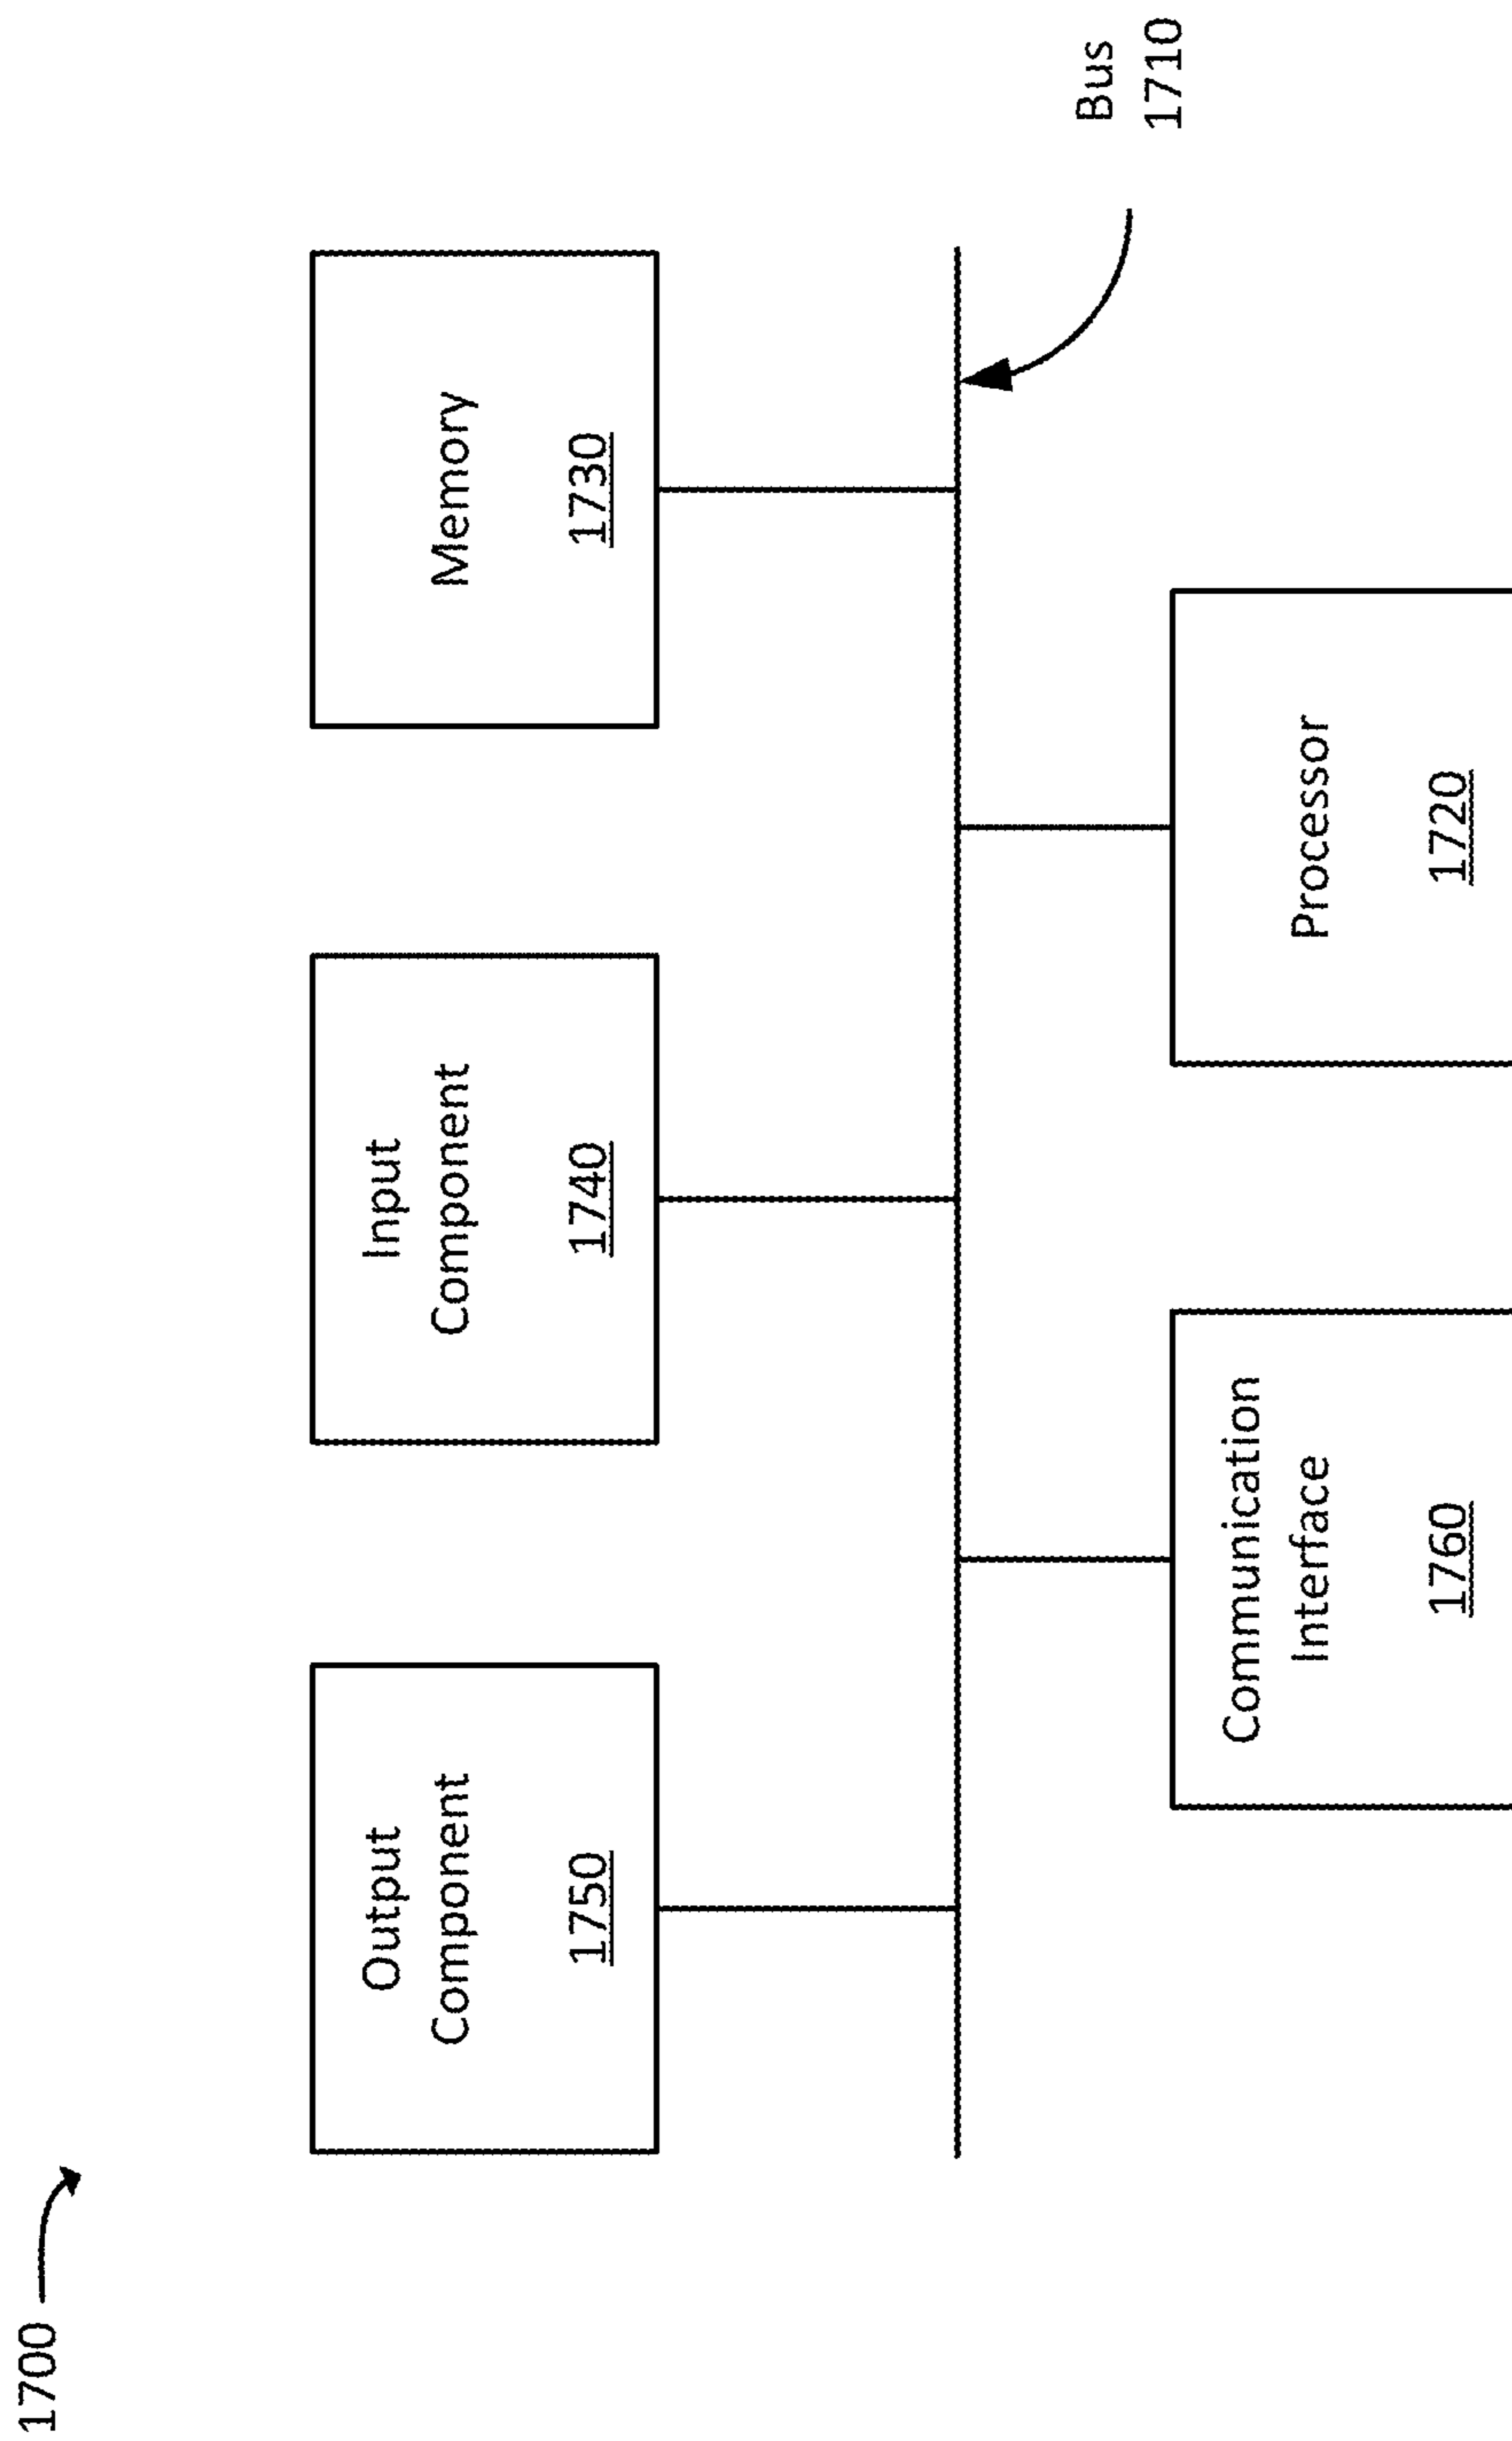 1700
Output
Component
1750
Input
Component
1740
Memory
1730
Bus
1710
Communication
Interface
1760
Processor
1720